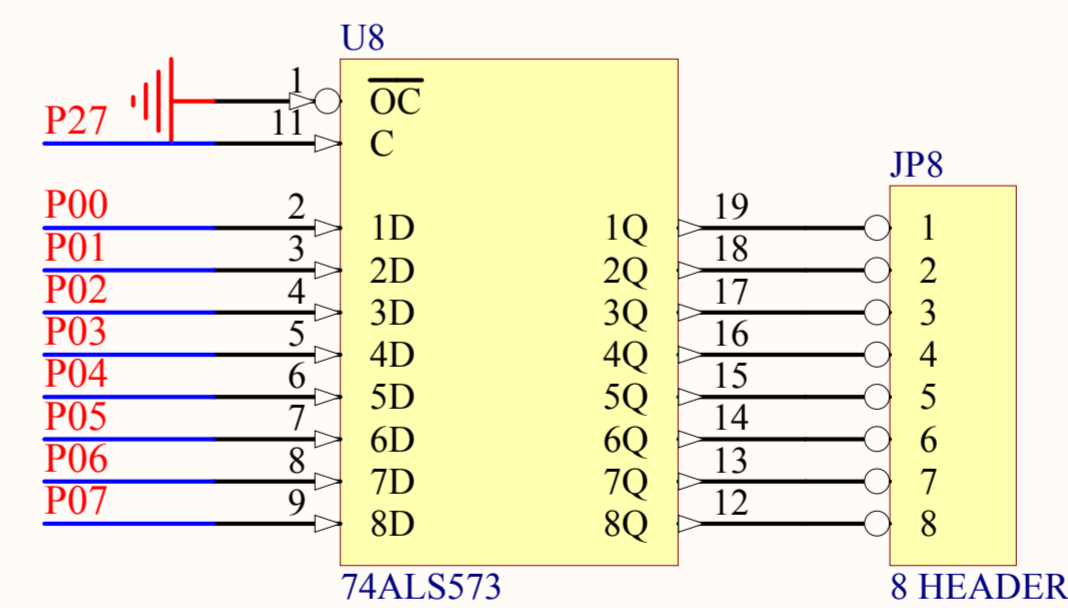 U8
1 OC
P27 11 C
JP8
P00 2 1D 1Q 19 1
P01 3 2D 2Q 18 2
P02 4 3D 3Q 17 3
P03 5 4D 4Q 16 4
P04 6 5D 5Q 15 5
P05 7 6D 6Q 14 6
P06 8 7D 7Q 13 7
P07 9 8D 8Q 12 8
74ALS573 8 HEADER